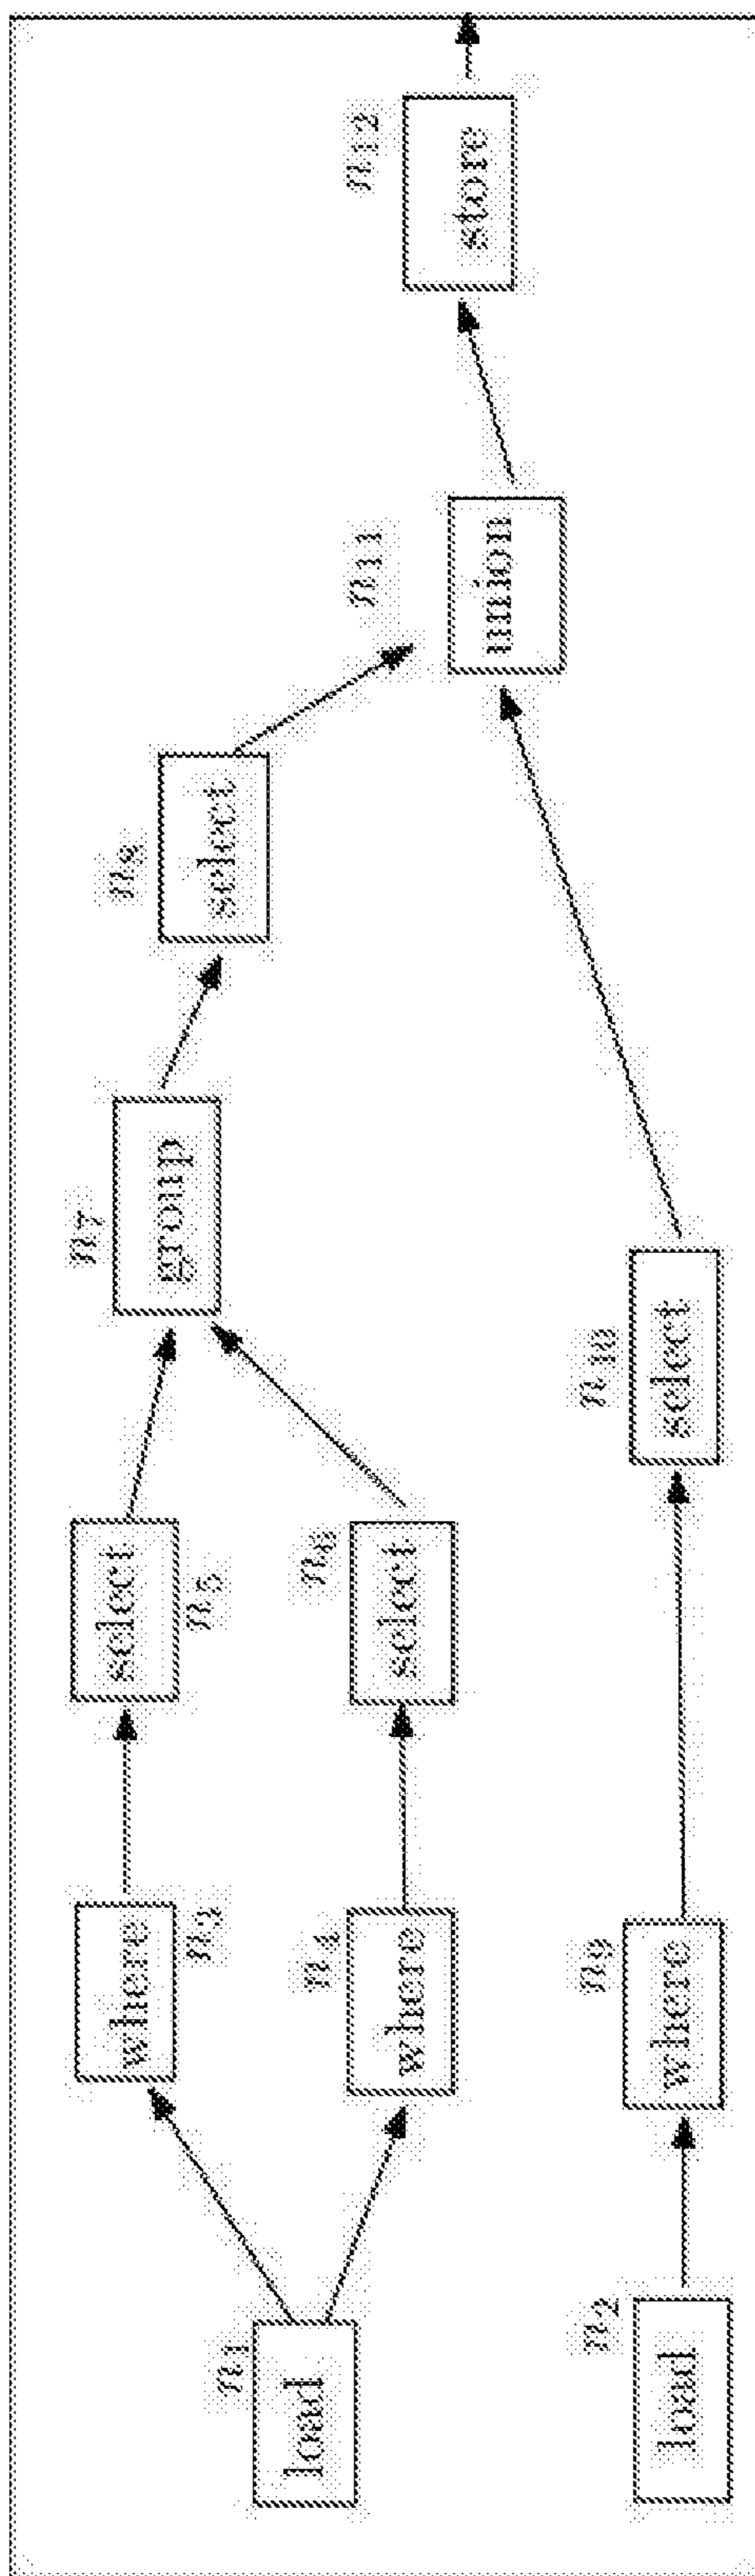 n1
load
n3
where
n5
select
n4
where
n6
select
n7
group
n8
select
n2
load
n9
where
n10
select
n11
union
n12
store